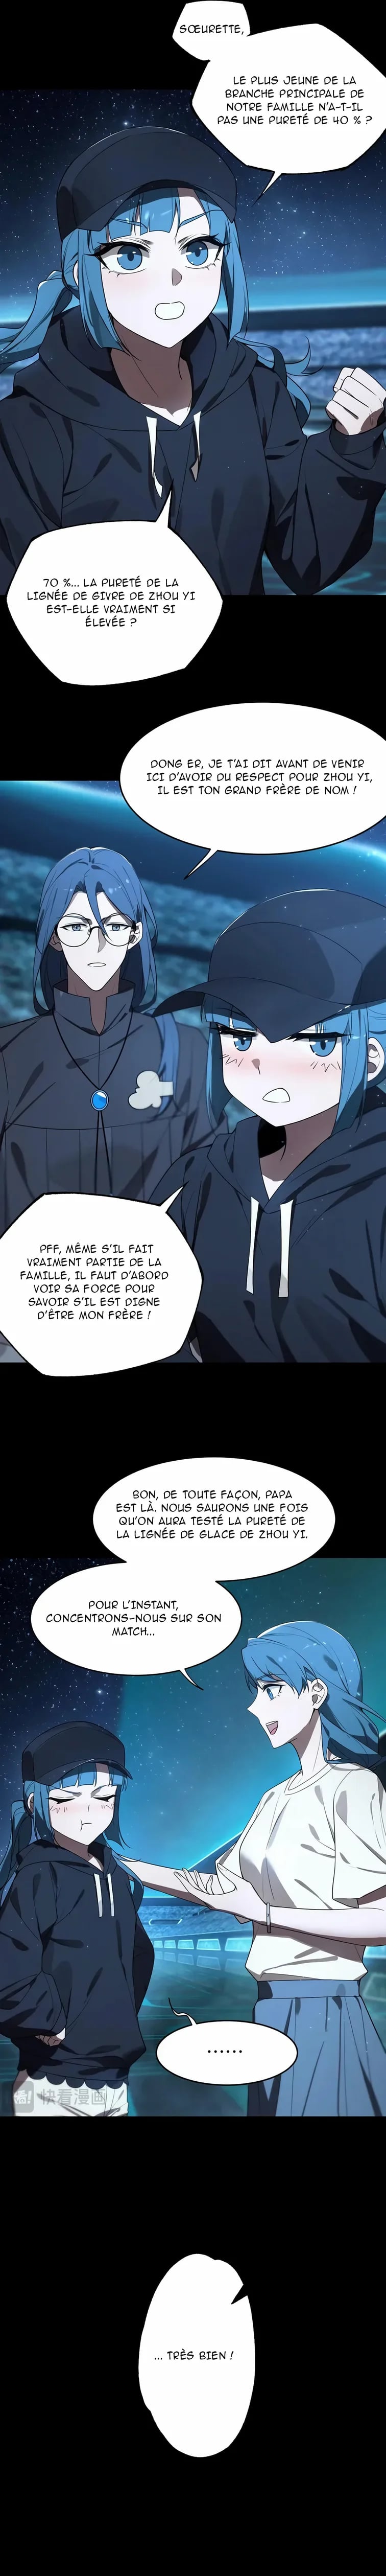 SŒURETTE,
LE PLUS JEUNE DE LA
BRANCHE PRINCIPALE DE
NOTRE FAMILLE N'A-T-IL
PAS UNE PURETÉ DE 40 % ?
70 %... LA PURETÉ DE LA
LIGNÉE DE GIVRE DE ZHOU YI
EST-ELLE VRAIMENT SI
ÉLEVÉE ?
DONG ER, JE T'AI DIT AVANT DE VENIR
ICI D'AVOIR DU RESPECT POUR ZHOU YI,
IL EST TON GRAND FRÈRE DE NOM !
PFF, MÊME S'IL FAIT
VRAIMENT PARTIE DE LA
FAMILLE, IL FAUT D'ABORD
VOIR SA FORCE POUR
SAVOIR S'IL EST DIGNE
D'ÊTRE MON FRÈRE !
BON, DE TOUTE FAÇON, PAPA
EST LÀ. NOUS SAURONS UNE FOIS
QU'ON AURA TESTÉ LA PURETÉ DE
LA LIGNÉE DE GLACE DE ZHOU YI.
POUR L'INSTANT,
CONCENTRONS-NOUS SUR SON
MATCH...
快看漫画
......
... TRÈS BIEN !